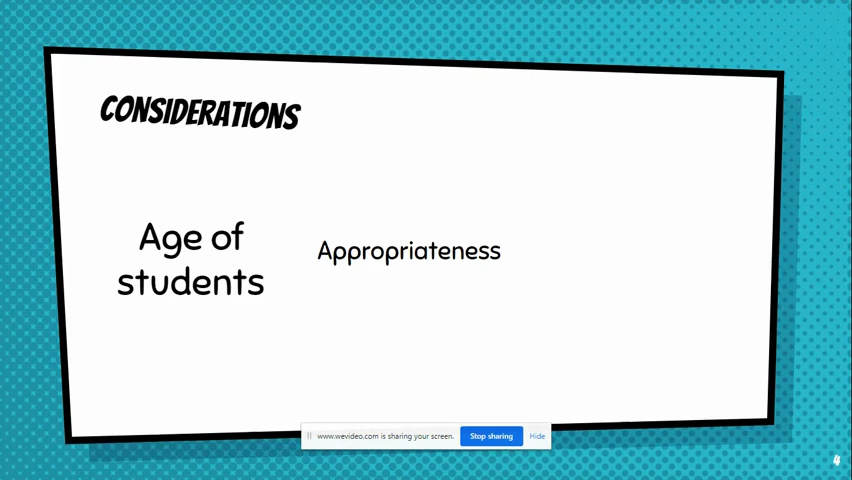 CONSIDERATIONS
Age of
students
Appropriateness
www.wevideo.com is sharing your screen.
Stop sharing
Hide
4